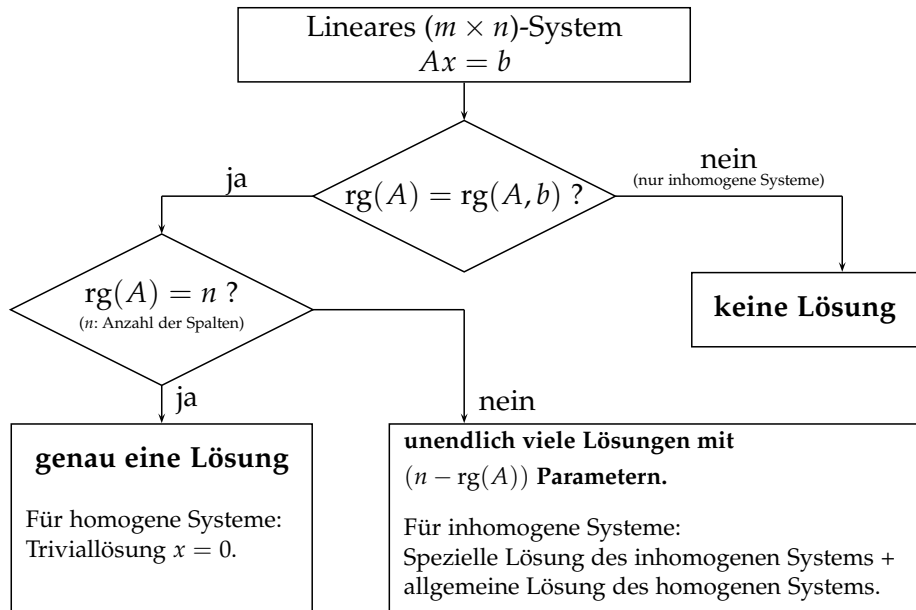 Lineares (m × n)-System
Ax = b
rg(A) = rg(A, b) ?
ja
nein
(nur inhomogene Systeme)
rg(A) = n ?
(n: Anzahl der Spalten)
keine Lösung
ja
nein
genau eine Lösung
Für homogene Systeme:
Triviallösung x = 0.
unendlich viele Lösungen mit
(n − rg(A)) Parametern.
Für inhomogene Systeme:
Spezielle Lösung des inhomogenen Systems +
allgemeine Lösung des homogenen Systems.